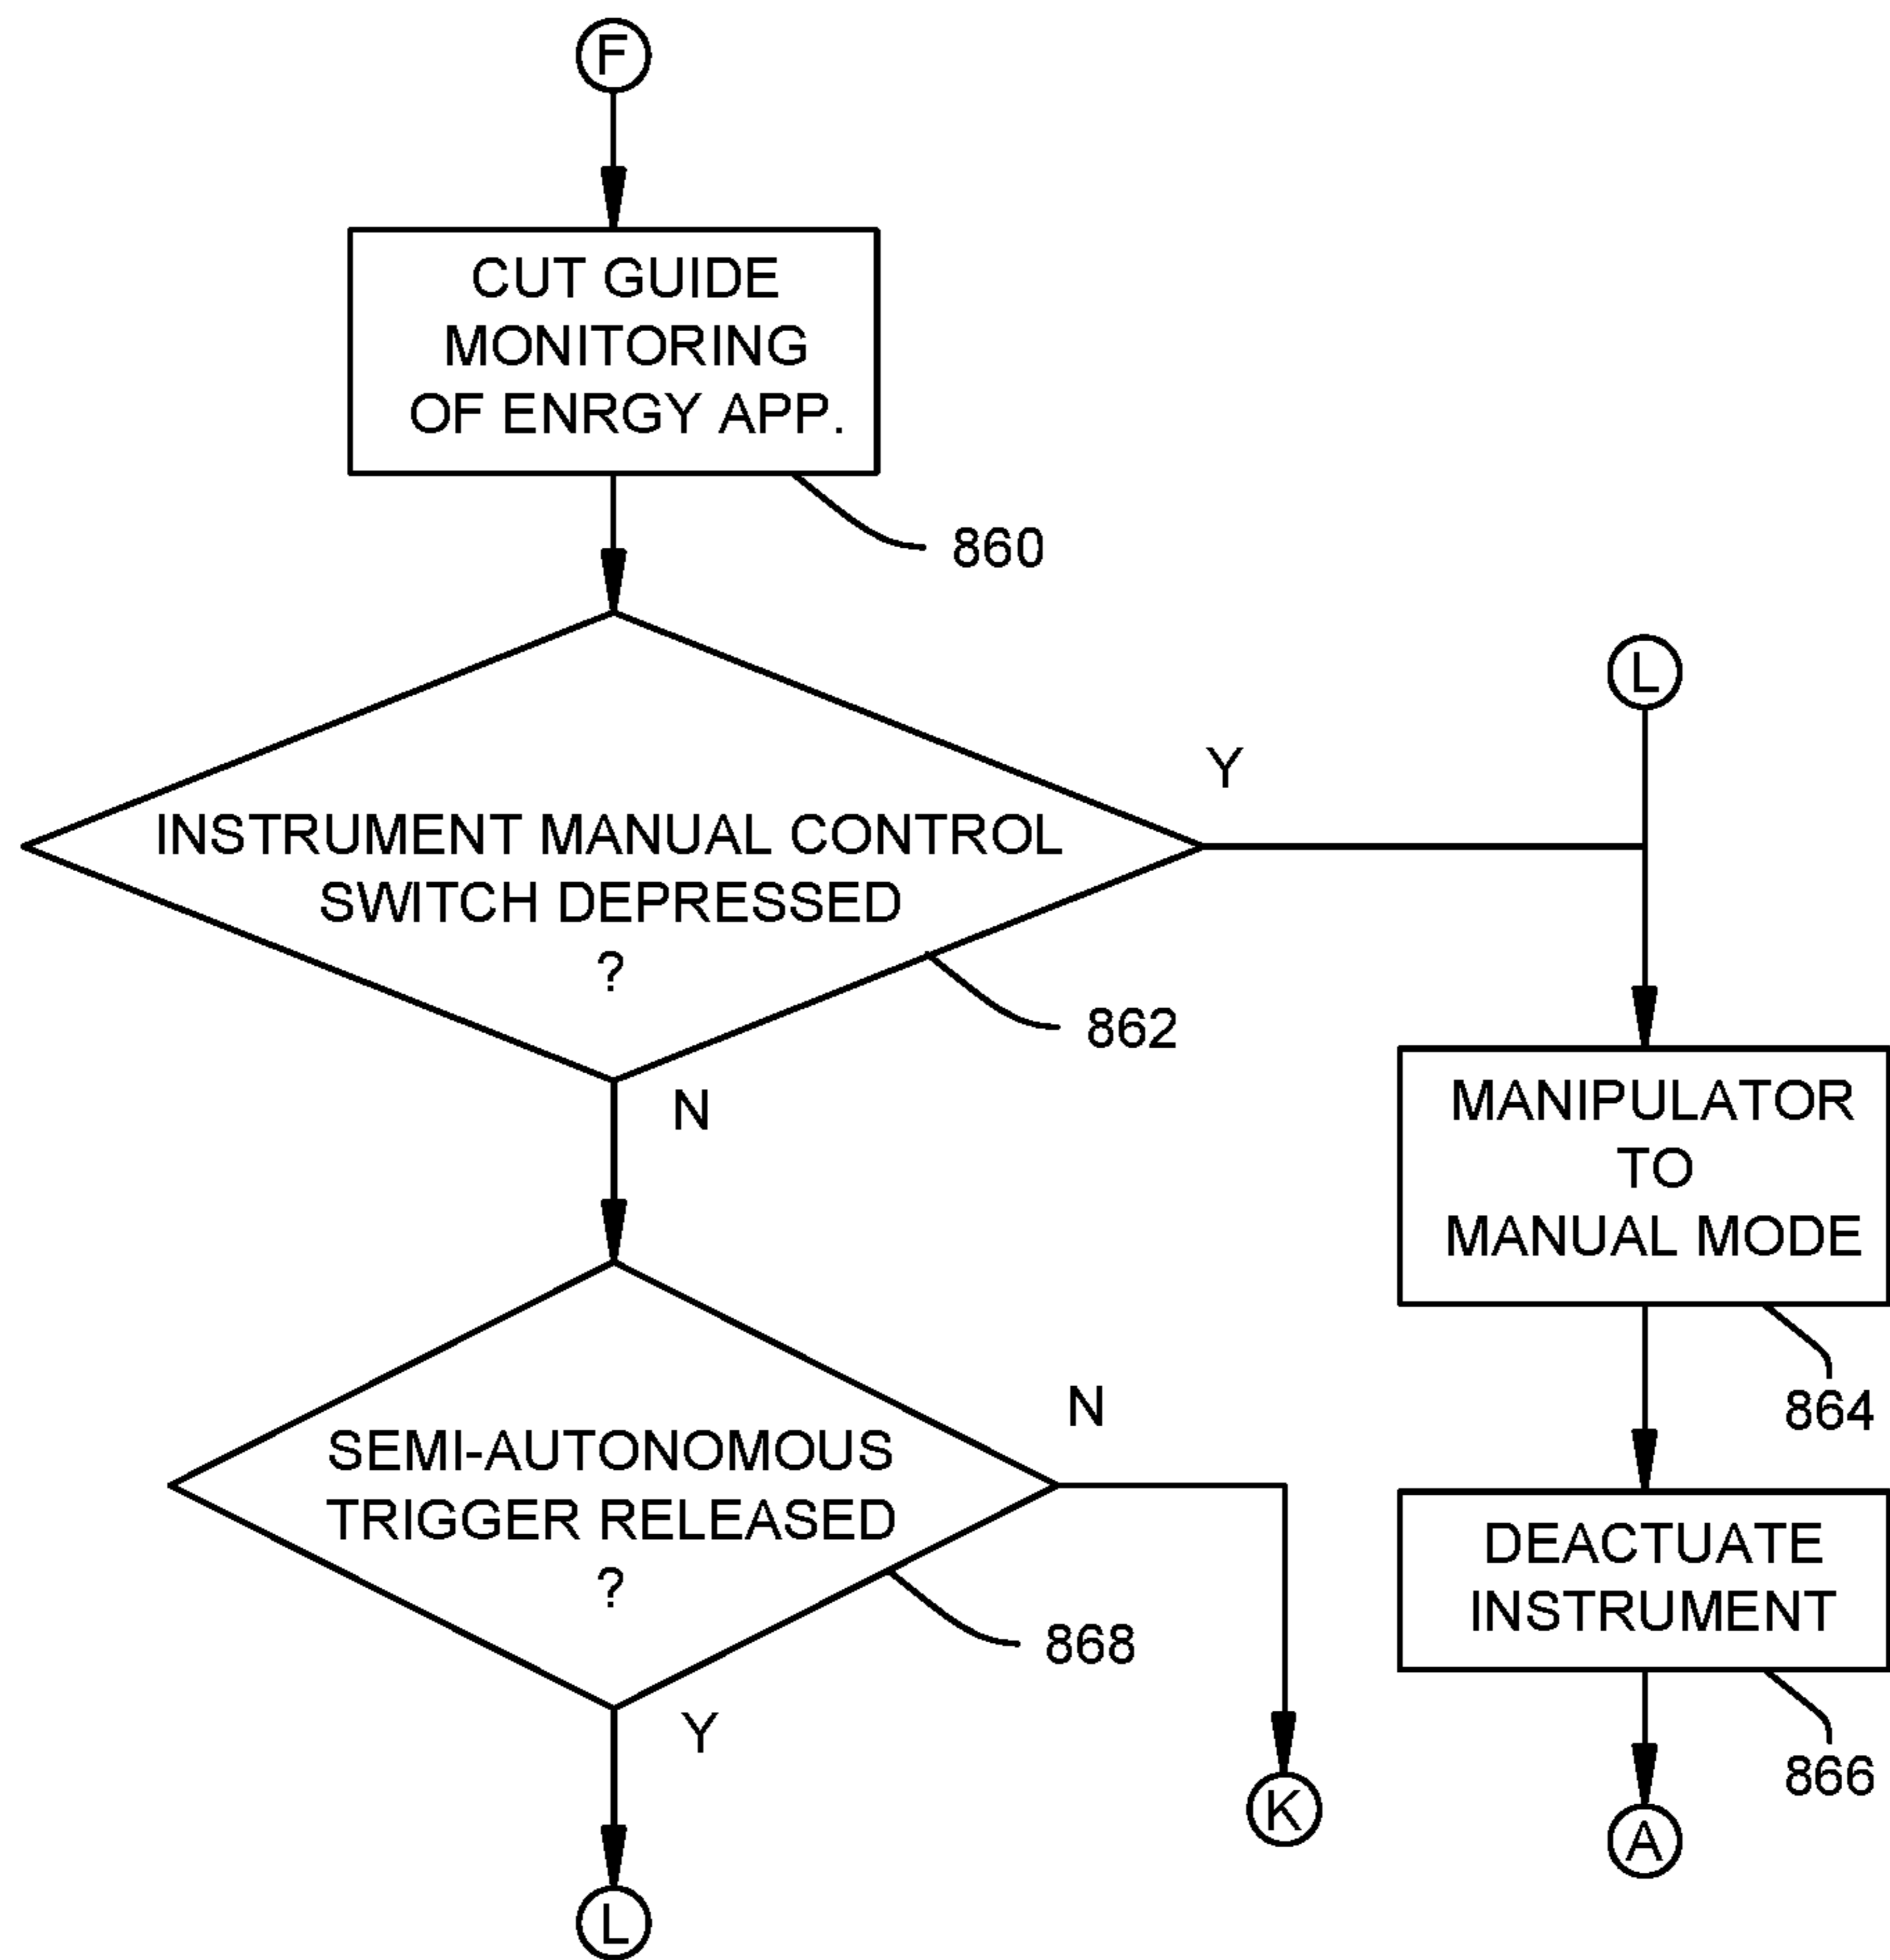 F
CUT GUIDE
MONITORING
OF ENRGY APP.
860
INSTRUMENT MANUAL CONTROL
SWITCH DEPRESSED
?
862
Y
N
L
MANIPULATOR
TO
MANUAL MODE
864
DEACTUATE
INSTRUMENT
866
A
SEMI-AUTONOMOUS
TRIGGER RELEASED
?
868
N
K
Y
L